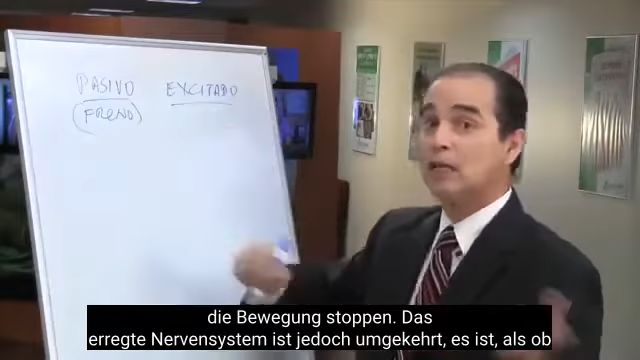 PASIVO EXCITADO
(FRENO)
die Bewegung stoppen. Das
erregte Nervensystem ist jedoch umgekehrt, es ist, als ob